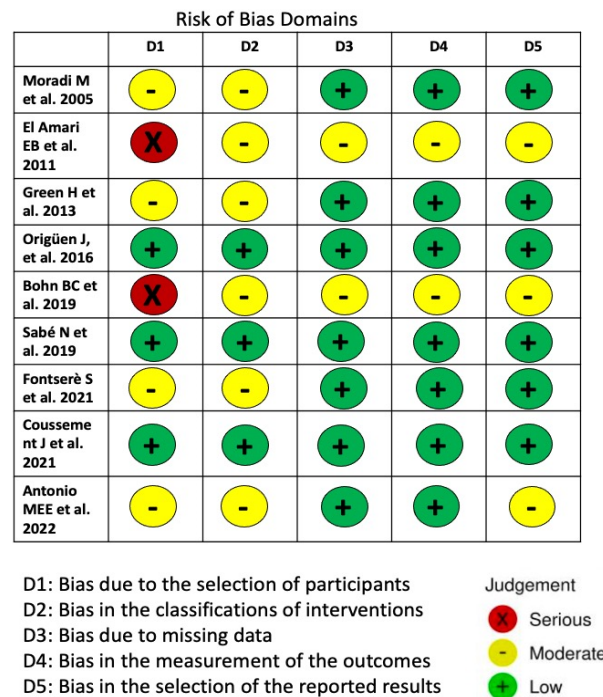 Risk of Bias Domains
D1 D2 D3 D4 D5
Moradi M
et al. 2005
- - + + +
El Amari
EB et al.
2011
X - - - -
Green H et
al. 2013
- - + + +
Origüen J,
et al. 2016
+ + + + +
Bohn BC et
al. 2019
X - - - -
Sabé N et
al. 2019
+ + + + +
Fontserè S
et al. 2021
- - + + +
Cousseme
nt J et al.
2021
+ + + + +
Antonio
MEE et al.
2022
- - + + -
D1: Bias due to the selection of participants
D2: Bias in the classifications of interventions
D3: Bias due to missing data
D4: Bias in the measurement of the outcomes
D5: Bias in the selection of the reported results
Judgement
X Serious
- Moderate
+ Low